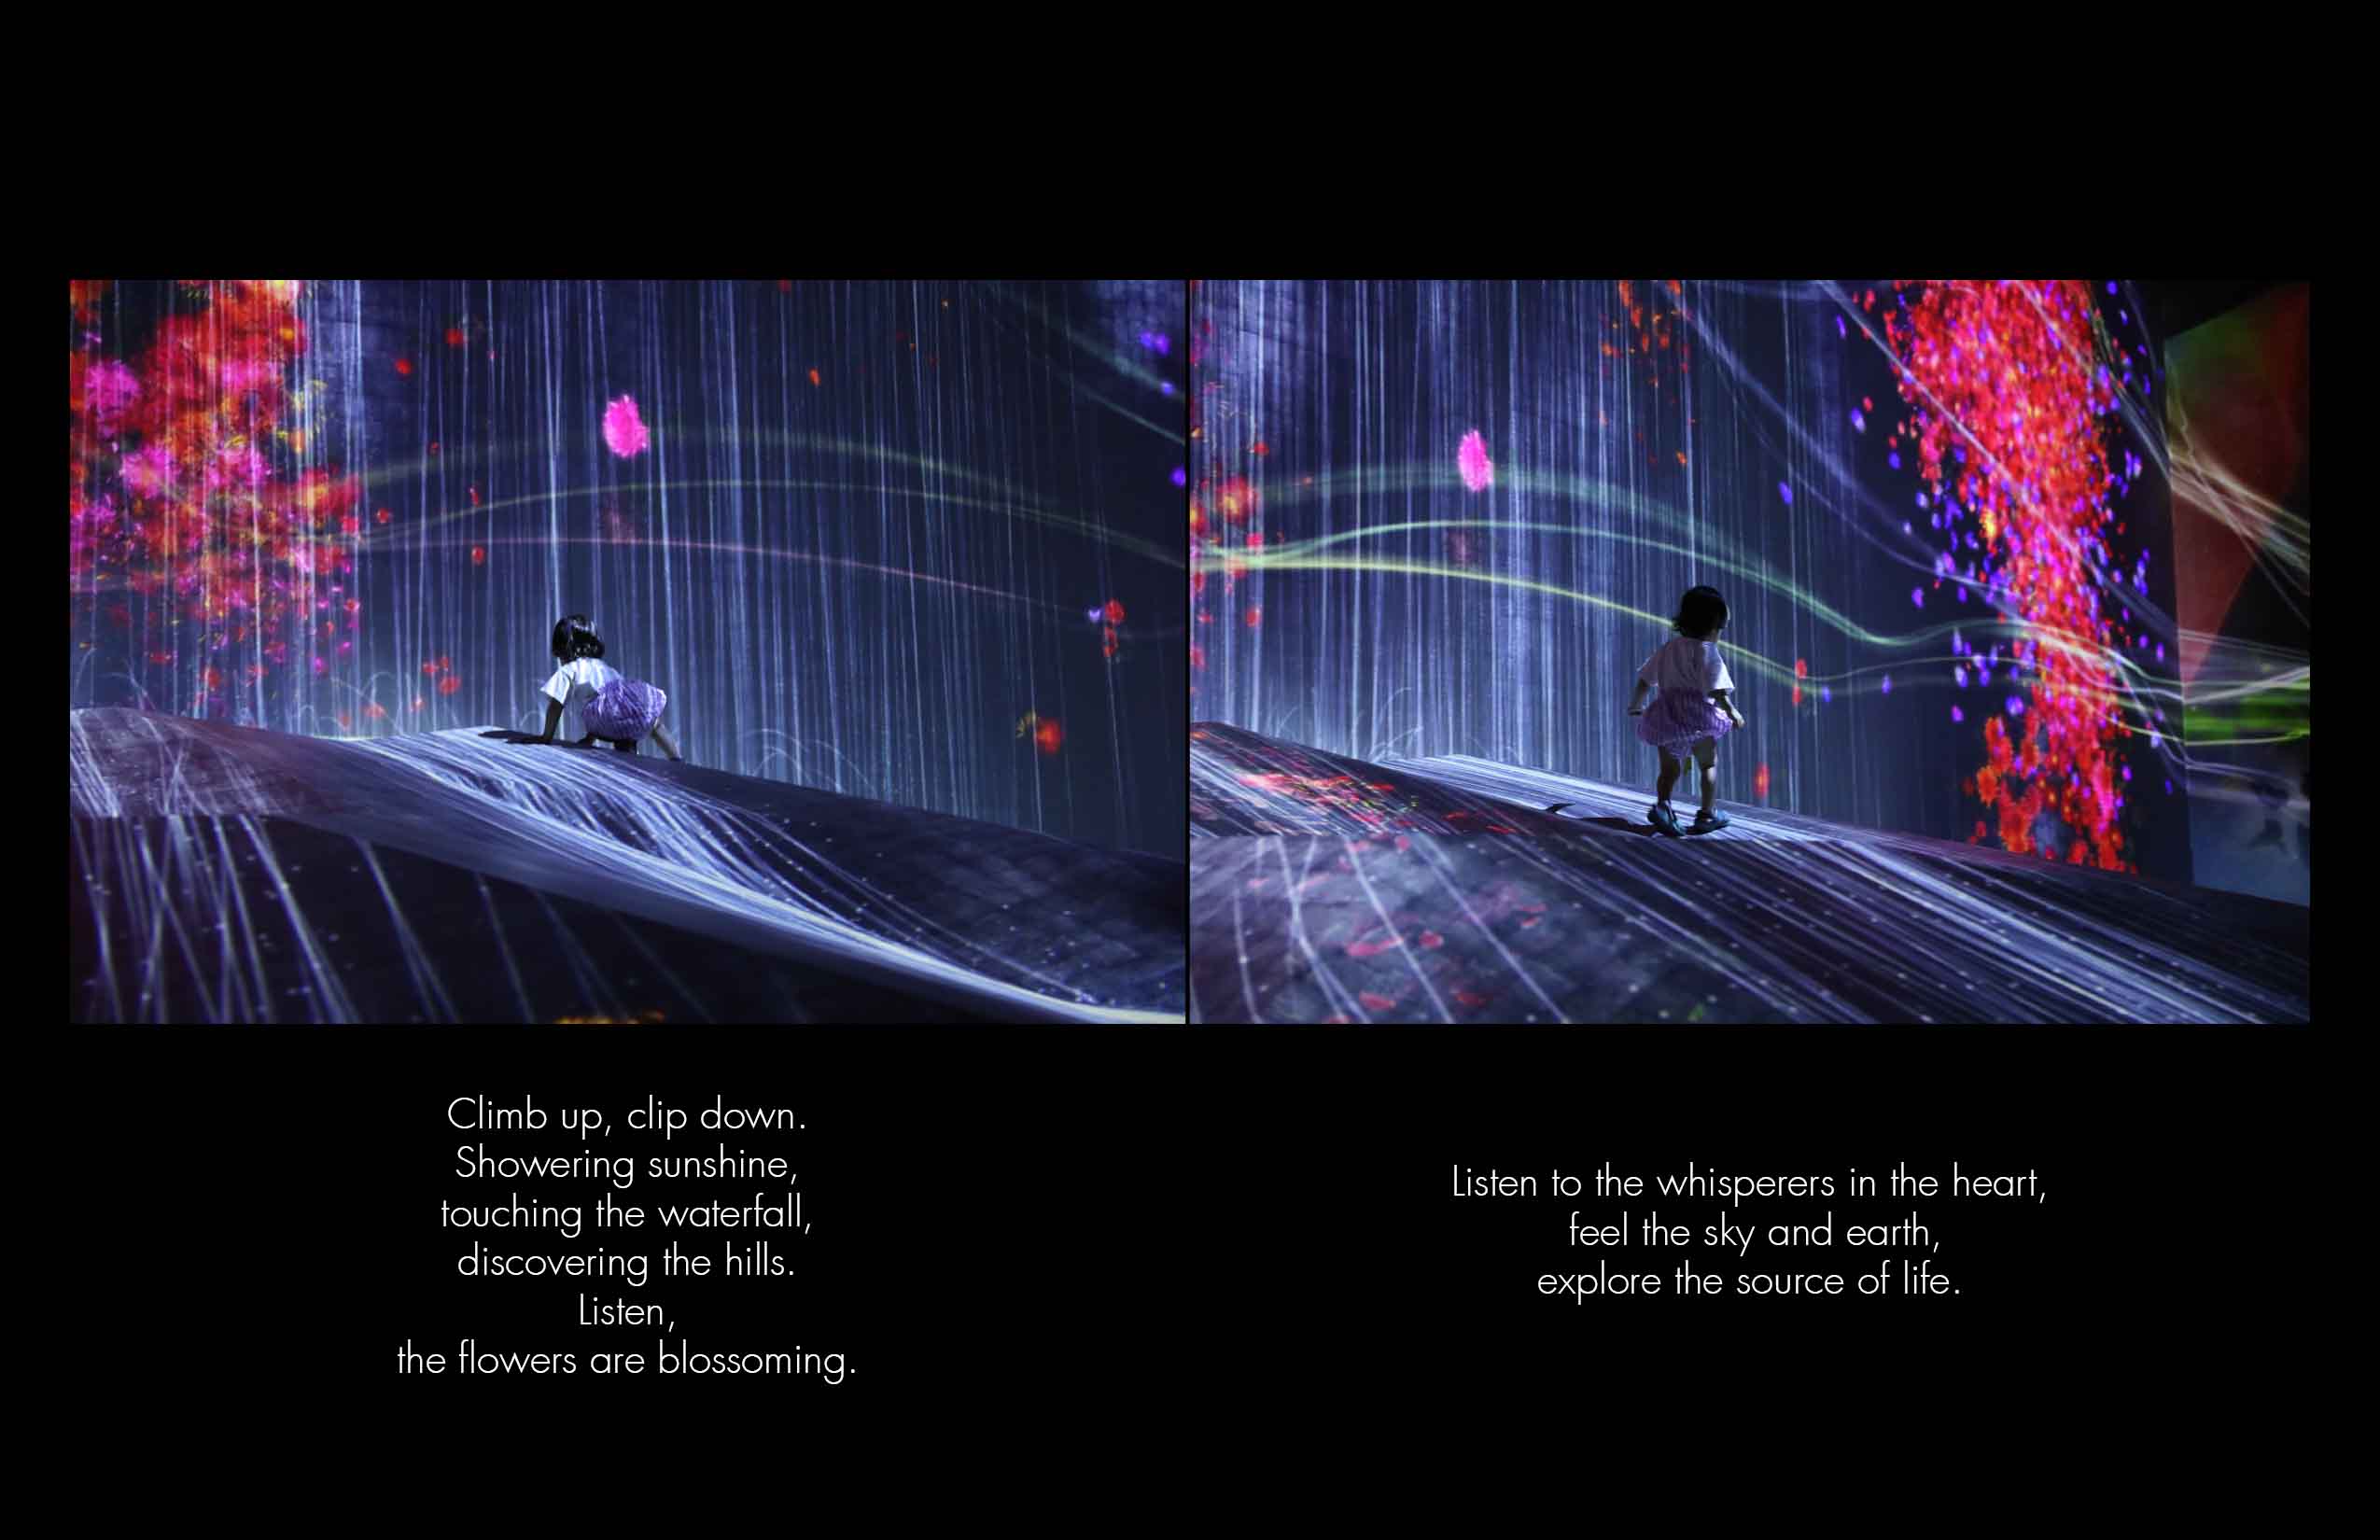 Climb up, clip down.
Showering sunshine,
touching the waterfall,
discovering the hills.
Listen,
the flowers are blossoming.
Listen to the whisperers in the heart,
feel the sky and earth,
explore the source of life.